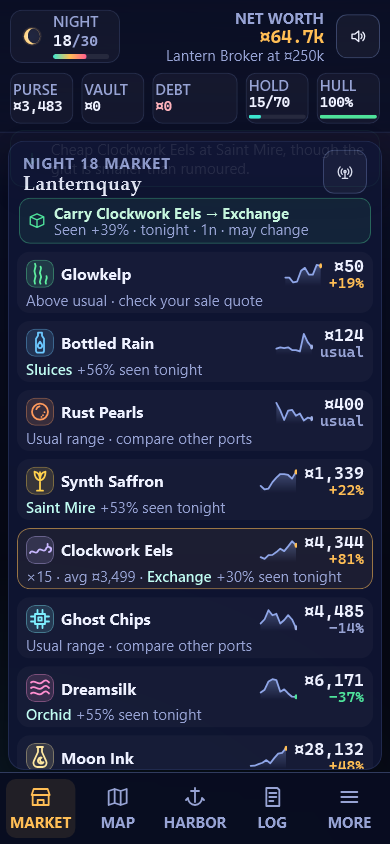 NIGHT
18/30
NET WORTH
¤64.7k
Lantern Broker at ¤250k
PURSE
¤3,483
VAULT
¤0
DEBT
¤0
HOLD
15/70
HULL
100%
Cheap Clockwork Eels at Saint Mire, though the
glut is smaller than rumoured.
NIGHT 18 MARKET
Lanternquay
Carry Clockwork Eels → Exchange
Seen +39% · tonight · 1n · may change
Glowkelp
¤50
+19%
Above usual · check your sale quote
Bottled Rain
¤124
usual
Sluices +56% seen tonight
Rust Pearls
¤400
usual
Usual range · compare other ports
Synth Saffron
¤1,339
+22%
Saint Mire +53% seen tonight
Clockwork Eels
¤4,344
+81%
×15 · avg ¤3,499 · Exchange +30% seen tonight
Ghost Chips
¤4,485
−14%
Usual range · compare other ports
Dreamsilk
¤6,171
−37%
Orchid +55% seen tonight
Moon Ink
¤28,132
+48%
MARKET
MAP
HARBOR
LOG
MORE